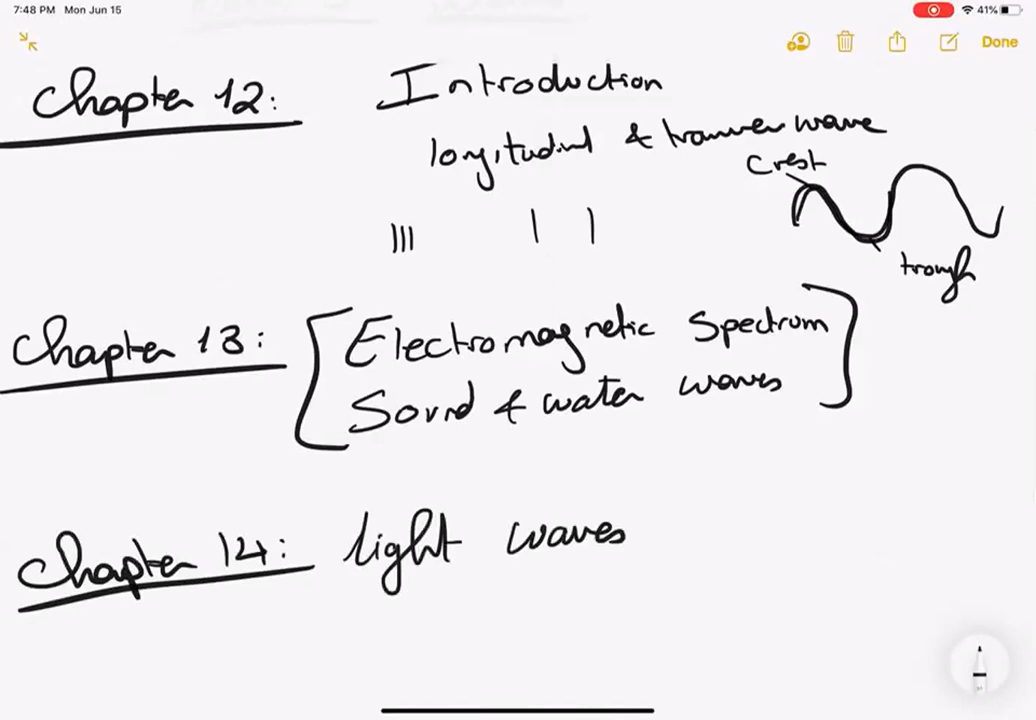 7:48 PM Mon Jun 15
41%
Done
Chapter 12: Introduction
longitudinal & transver wave
crest
trough
Chapter 13: Electromagnetic Spectrum
Sound & water waves
Chapter 14: light waves